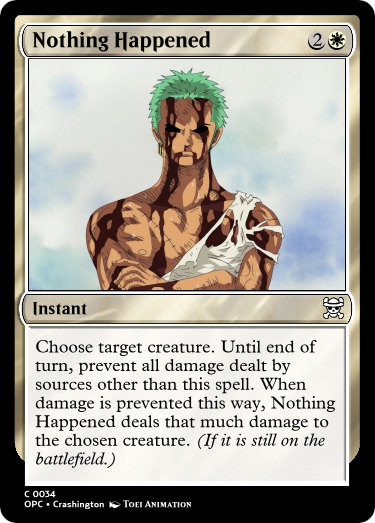 Nothing Happened 2
Instant
Choose target creature. Until end of
turn, prevent all damage dealt by
sources other than this spell. When
damage is prevented this way, Nothing
Happened deals that much damage to
the chosen creature. (If it is still on the
battlefield.)
C 0034
OPC • Crashington TOEI ANIMATION